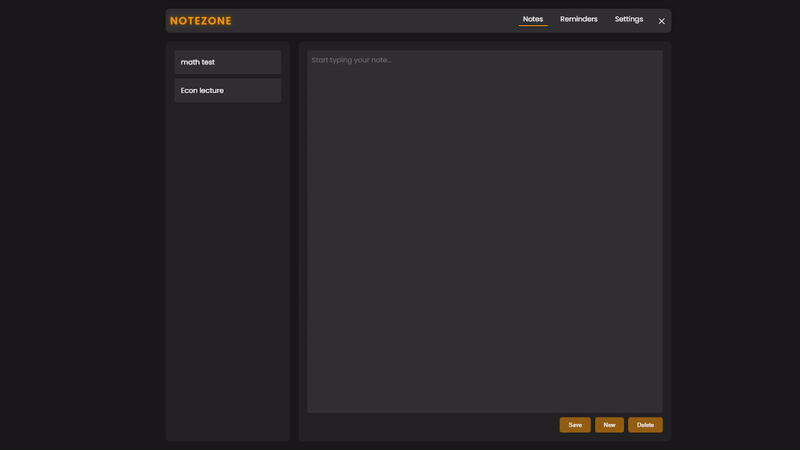 NOTEZONE
Notes Reminders Settings ×
math test
Econ lecture
Start typing your note...
Save New Delete